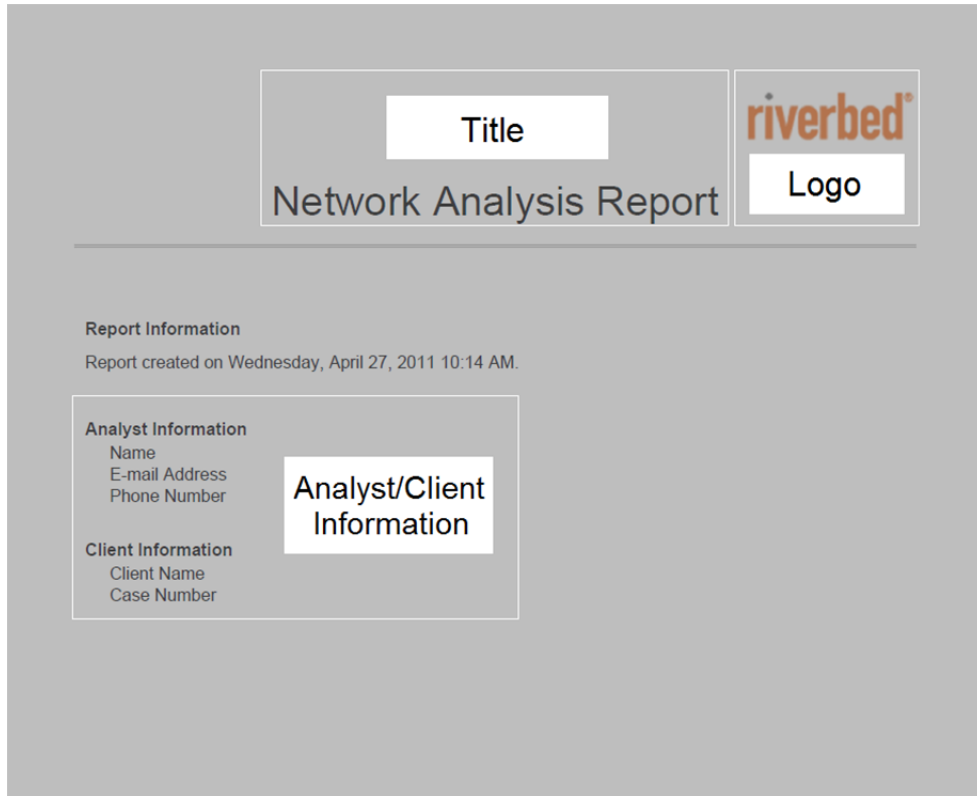 Title
Network Analysis Report
riverbed®
Logo
Report Information
Report created on Wednesday, April 27, 2011 10:14 AM.
Analyst Information
Name
E-mail Address
Phone Number
Analyst/Client
Information
Client Information
Client Name
Case Number